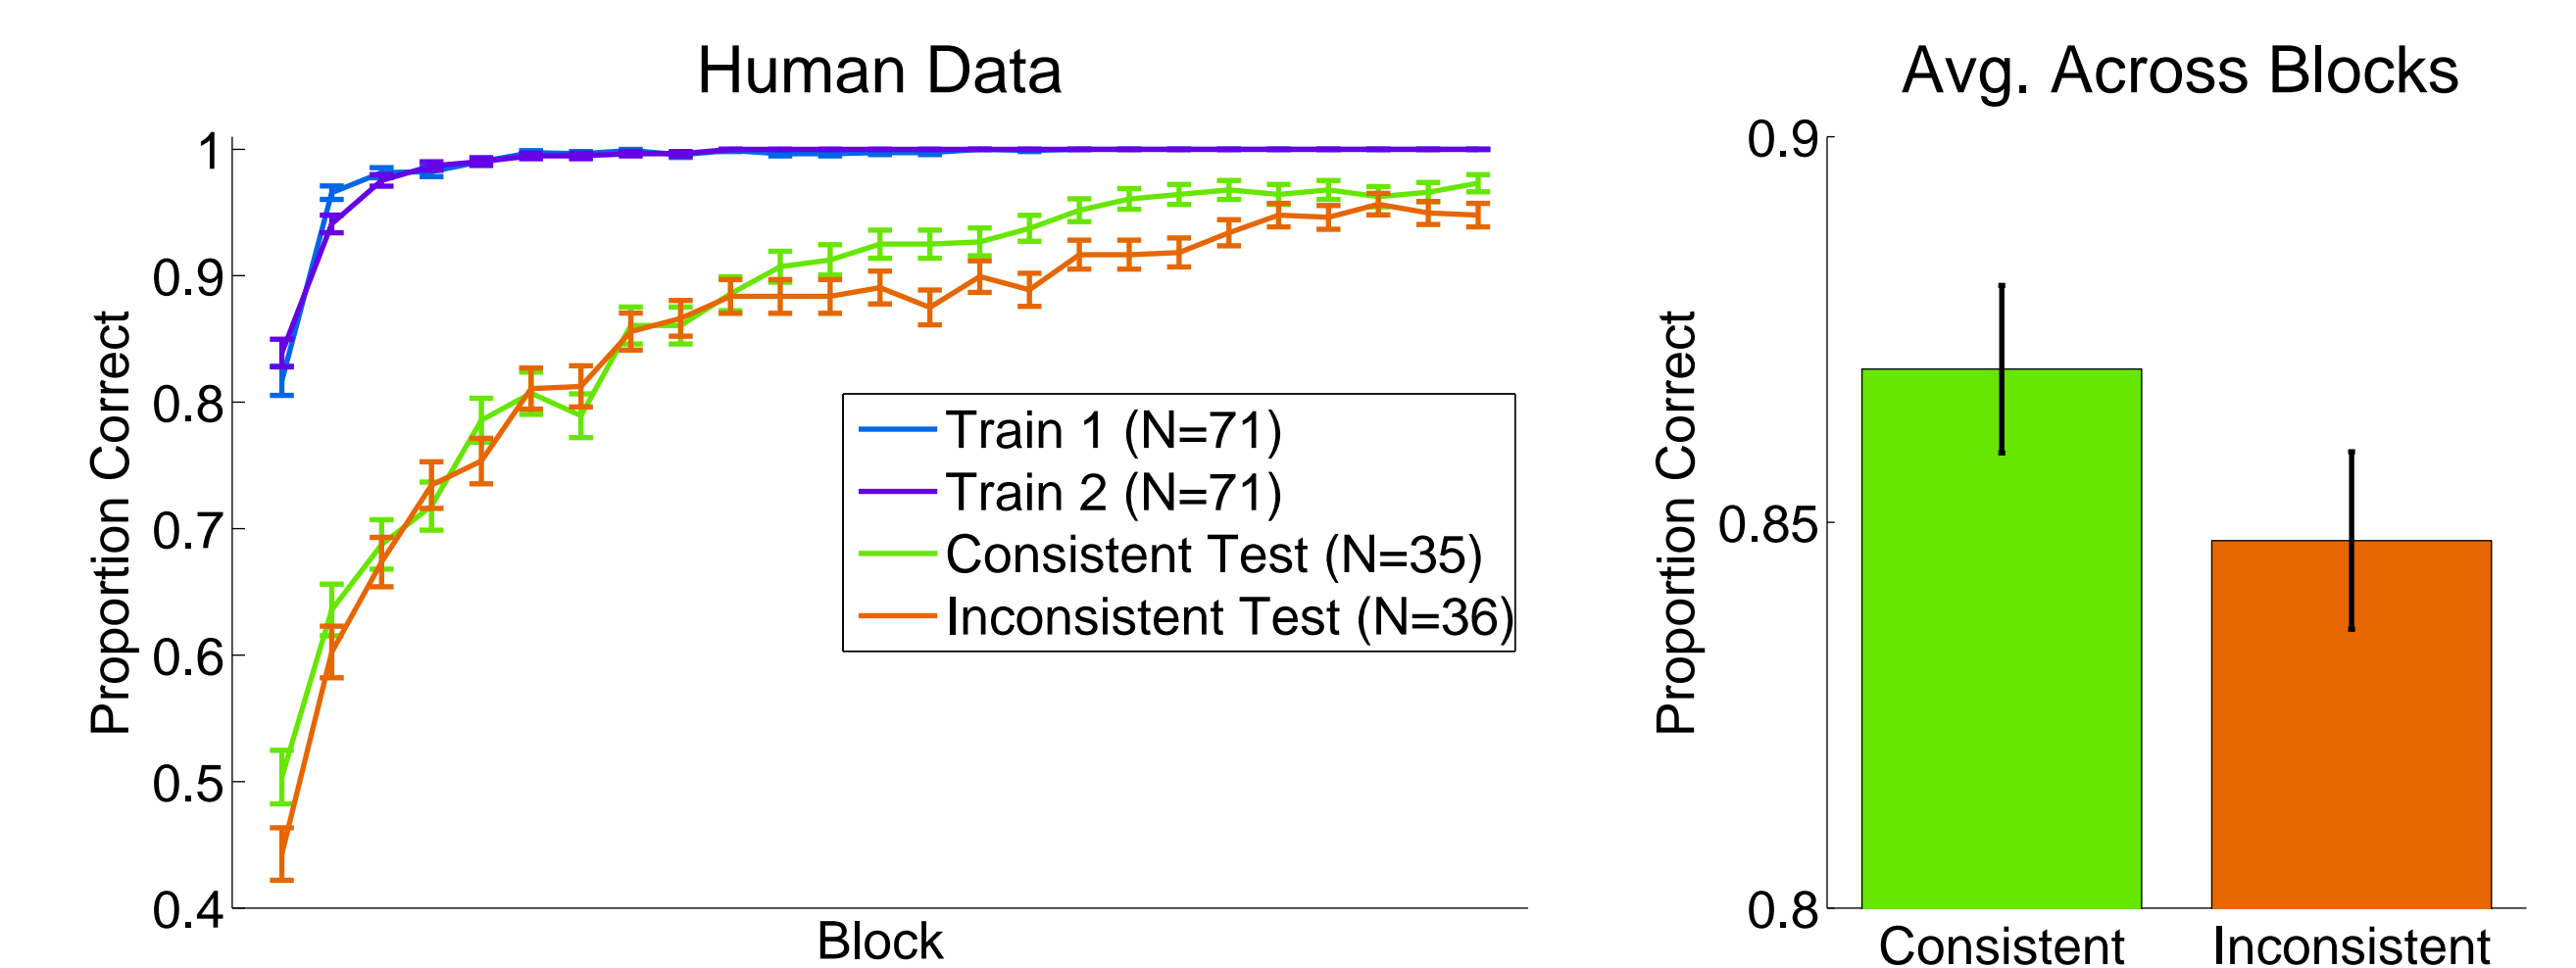 Human Data
Proportion Correct
1
0.9
0.8
0.7
0.6
0.5
0.4
Block
Train 1 (N=71)
Train 2 (N=71)
Consistent Test (N=35)
Inconsistent Test (N=36)
Avg. Across Blocks
Proportion Correct
0.9
0.85
0.8
Consistent
Inconsistent